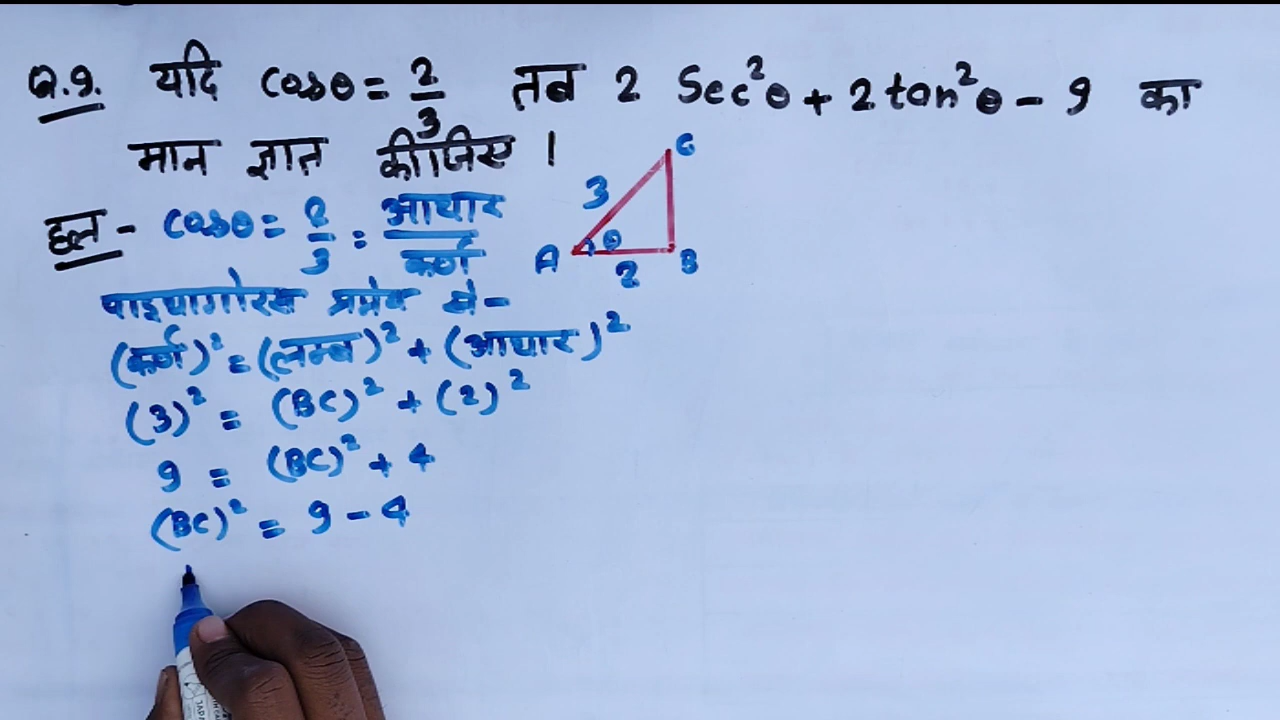 Q.9. यदि cosθ = 2/3 तब 2 Sec²θ + 2tan²θ - 9 का
मान ज्ञात कीजिए ।
हल - cosθ = 2/3 = आधार/कर्ण
C
3
A θ B
2
पाइथागोरस प्रमेय से-
(कर्ण)² = (लम्ब)² + (आधार)²
(3)² = (BC)² + (2)²
9 = (BC)² + 4
(BC)² = 9 - 4